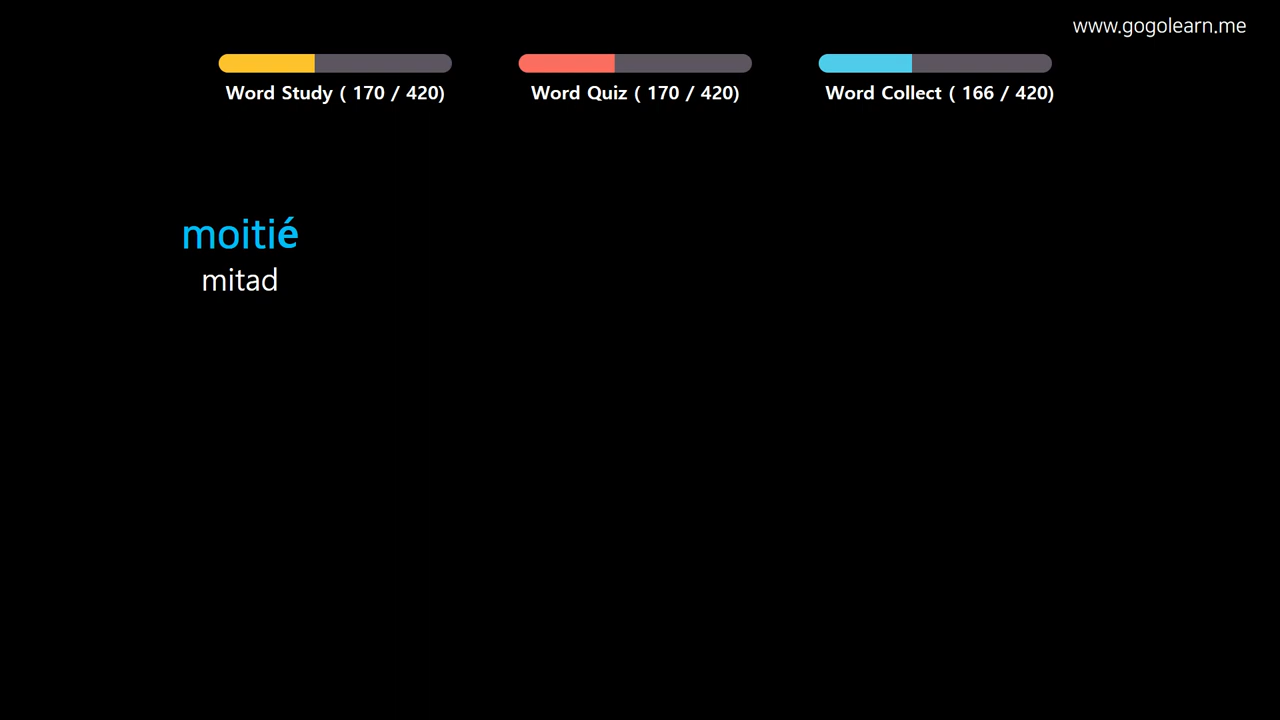 www.gogolearn.me
Word Study ( 170 / 420)
Word Quiz ( 170 / 420)
Word Collect ( 166 / 420)
moitié
mitad